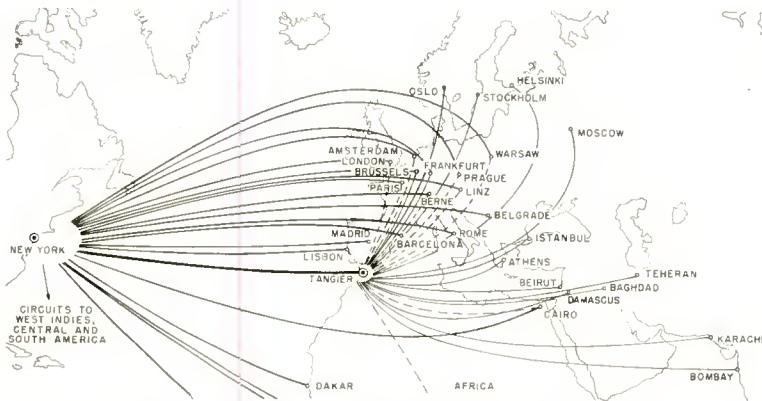 HELSINKI
OSLO
STOCKHOLM
MOSCOW
AMSTERDAM
WARSAW
LONDON
FRANKFURT
BRÜSSELS
PRAGUE
PARIS
LINZ
BERNE
BELGRADE
MADRID
ROME
NEW YORK
BARCELONA
ISTANBUL
LISBON
ATHENS
TANGIER
TEHERAN
BEIRUT
BAGHDAD
DAMASCUS
CIRCUITS TO
WEST INDIES,
CENTRAL AND
SOUTH AMERICA
CAIRO
KARACHI
BOMBAY
DAKAR
AFRICA